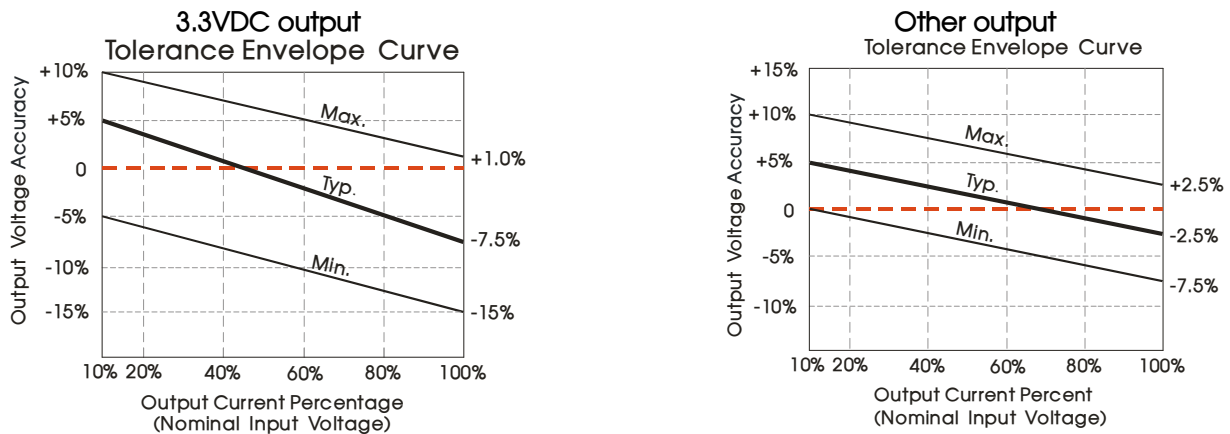 3.3VDC output
Tolerance Envelope Curve
+10%
+5%
0
-5%
-10%
-15%
Output Voltage Accuracy
Max.
Typ.
Min.
+1.0%
-7.5%
-15%
10% 20% 40% 60% 80% 100%
Output Current Percentage
(Nominal Input Voltage)
Other output
Tolerance Envelope Curve
+15%
+10%
+5%
0
-5%
-10%
Output Voltage Accuracy
Max.
Typ.
Min.
+2.5%
-2.5%
-7.5%
10% 20% 40% 60% 80% 100%
Output Current Percent
(Nominal Input Voltage)